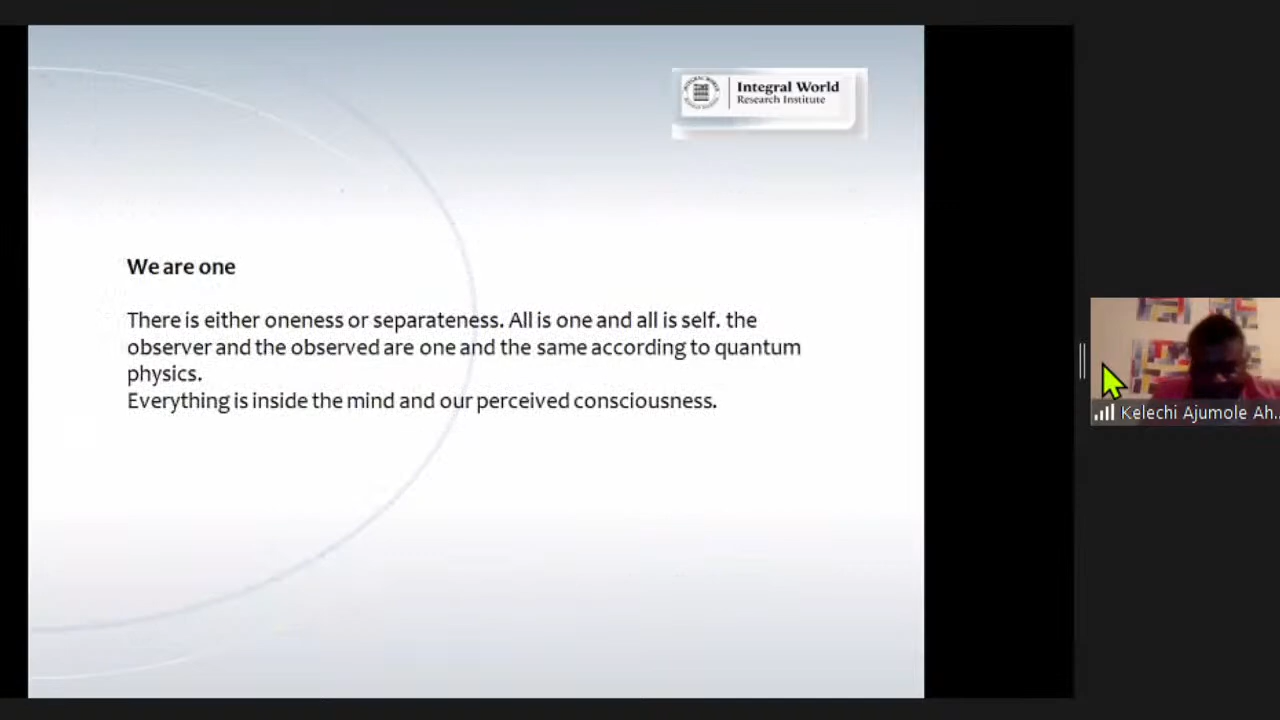 Integral World
Research Institute
We are one
There is either oneness or separateness. All is one and all is self. the
observer and the observed are one and the same according to quantum
physics.
Everything is inside the mind and our perceived consciousness.
Kelechi Ajumole Ah...